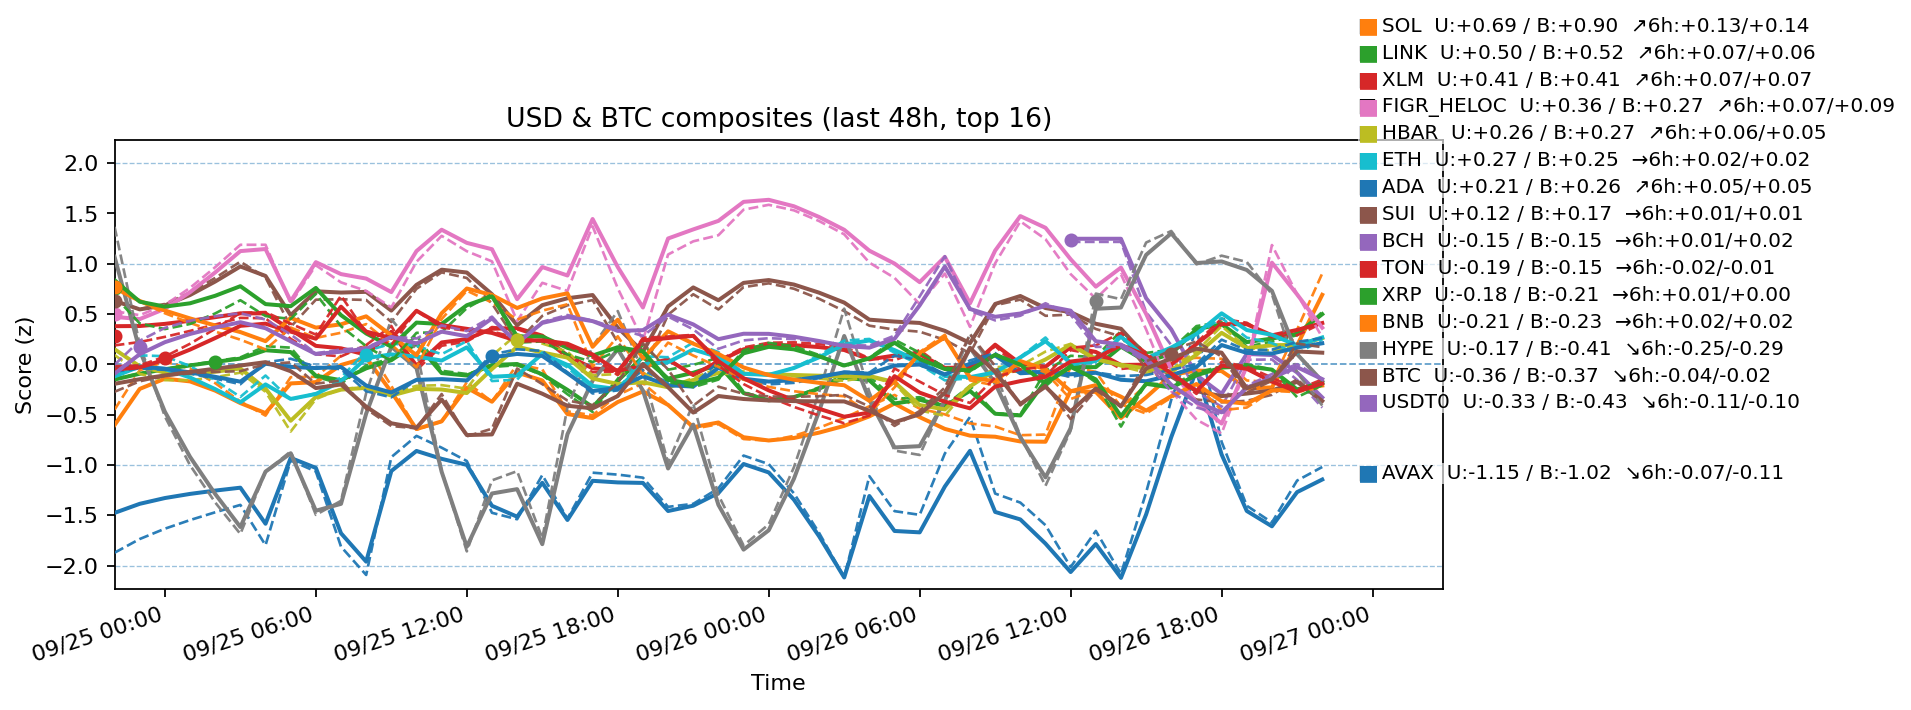 SOL U:+0.69 / B:+0.90 ↗6h:+0.13/+0.14
LINK U:+0.50 / B:+0.52 ↗6h:+0.07/+0.06
XLM U:+0.41 / B:+0.41 ↗6h:+0.07/+0.07
FIGR_HELOC U:+0.36 / B:+0.27 ↗6h:+0.07/+0.09
HBAR U:+0.26 / B:+0.27 ↗6h:+0.06/+0.05
ETH U:+0.27 / B:+0.25 →6h:+0.02/+0.02
ADA U:+0.21 / B:+0.26 ↗6h:+0.05/+0.05
SUI U:+0.12 / B:+0.17 →6h:+0.01/+0.01
BCH U:-0.15 / B:-0.15 →6h:+0.01/+0.02
TON U:-0.19 / B:-0.15 →6h:-0.02/-0.01
XRP U:-0.18 / B:-0.21 →6h:+0.01/+0.00
BNB U:-0.21 / B:-0.23 →6h:+0.02/+0.02
HYPE U:-0.17 / B:-0.41 ↘6h:-0.25/-0.29
BTC U:-0.36 / B:-0.37 ↘6h:-0.04/-0.02
USDT0 U:-0.33 / B:-0.43 ↘6h:-0.11/-0.10
AVAX U:-1.15 / B:-1.02 ↘6h:-0.07/-0.11
USD & BTC composites (last 48h, top 16)
Score (z)
2.0
1.5
1.0
0.5
0.0
−0.5
−1.0
−1.5
−2.0
09/25 00:00
09/25 06:00
09/25 12:00
09/25 18:00
09/26 00:00
09/26 06:00
09/26 12:00
09/26 18:00
09/27 00:00
Time